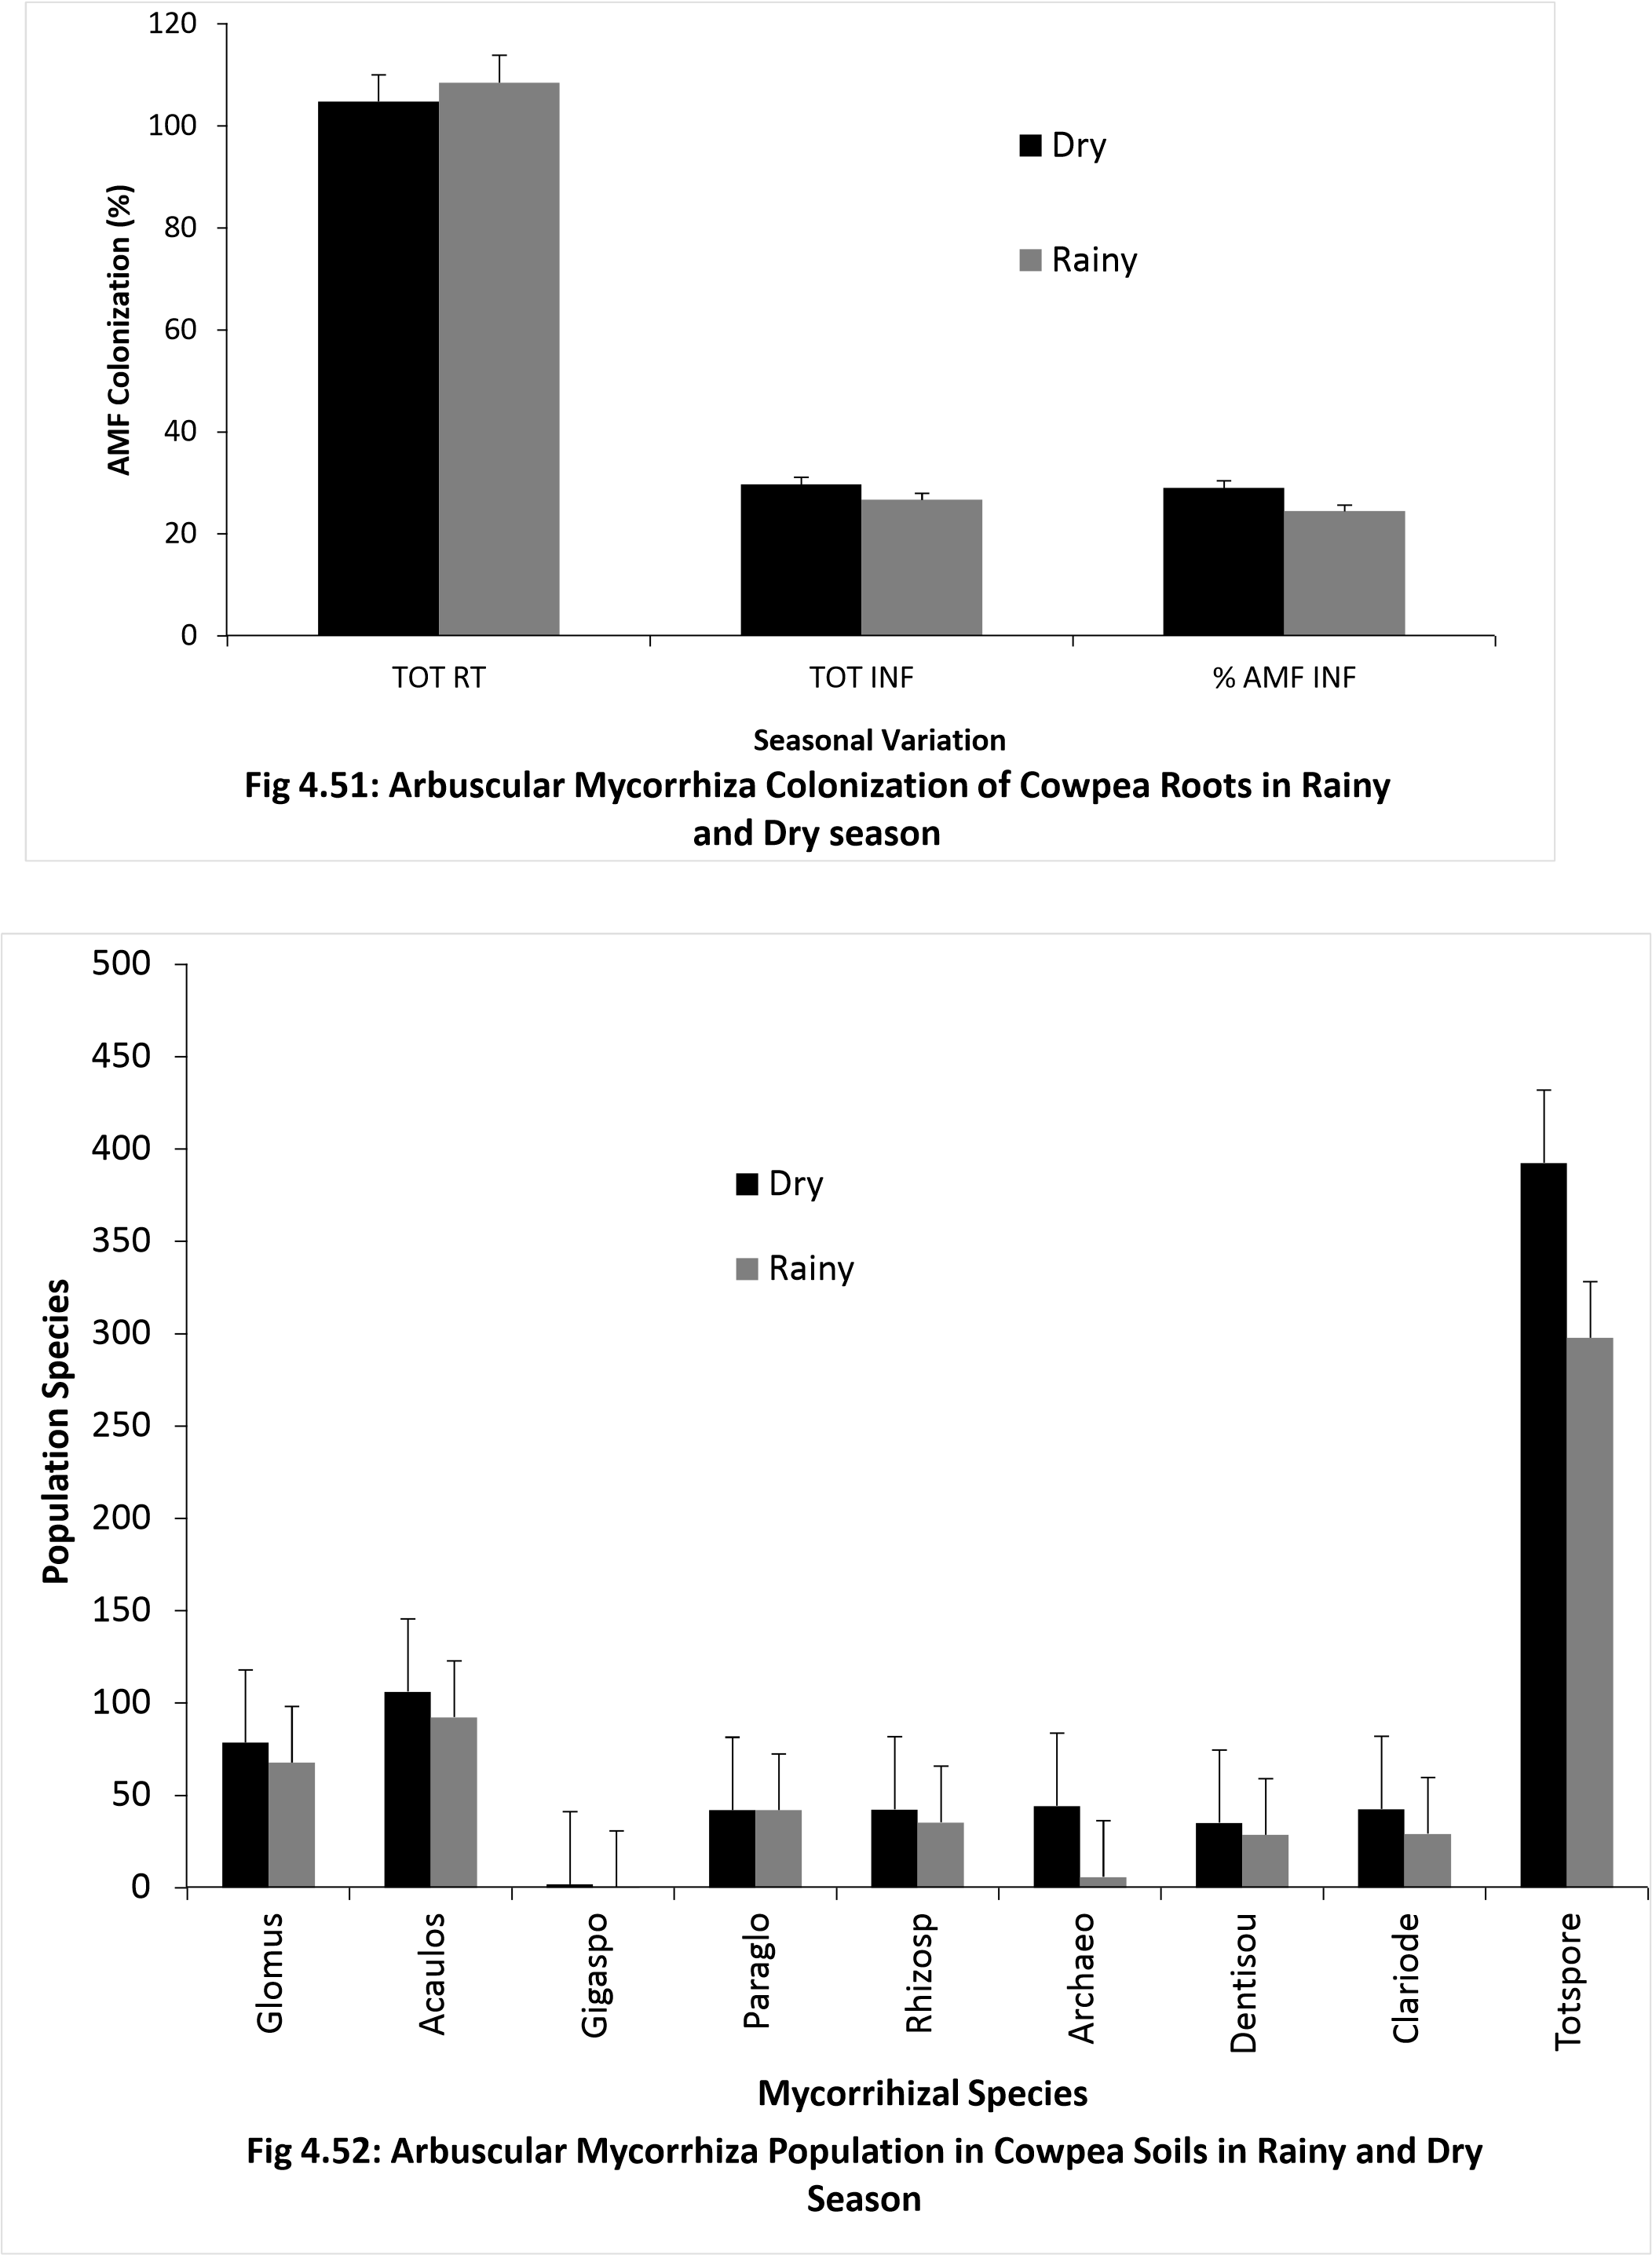 120
100
80
60
40
20
0
AMF Colonization (%)
Dry
Rainy
TOT RT
TOT INF
% AMF INF
Seasonal Variation
Fig 4.51: Arbuscular Mycorrhiza Colonization of Cowpea Roots in Rainy
and Dry season
500
450
400
350
300
250
200
150
100
50
0
Population Species
Dry
Rainy
Glomus
Acaulos
Gigaspo
Paraglo
Rhizosp
Archaeo
Dentisou
Clariode
Totspore
Mycorrihizal Species
Fig 4.52: Arbuscular Mycorrhiza Population in Cowpea Soils in Rainy and Dry
Season